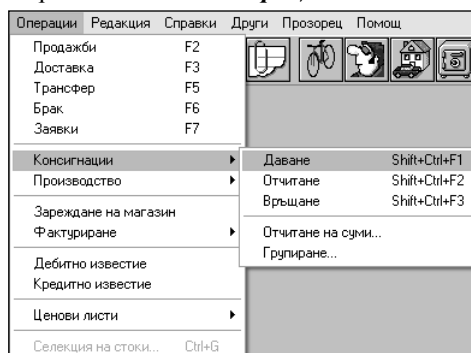 Операции Редакция Справки Други Прозорец Помощ
Продажби F2
Доставка F3
Трансфер F5
Брак F6
Заявки F7
Консигнации
Производство
Зареждане на магазин
Фактуриране
Дебитно известие
Кредитно известие
Ценови листи
Селекция на стоки... Ctrl+G
Даване Shift+Ctrl+F1
Отчитане Shift+Ctrl+F2
Връщане Shift+Ctrl+F3
Отчитане на суми...
Групиране...